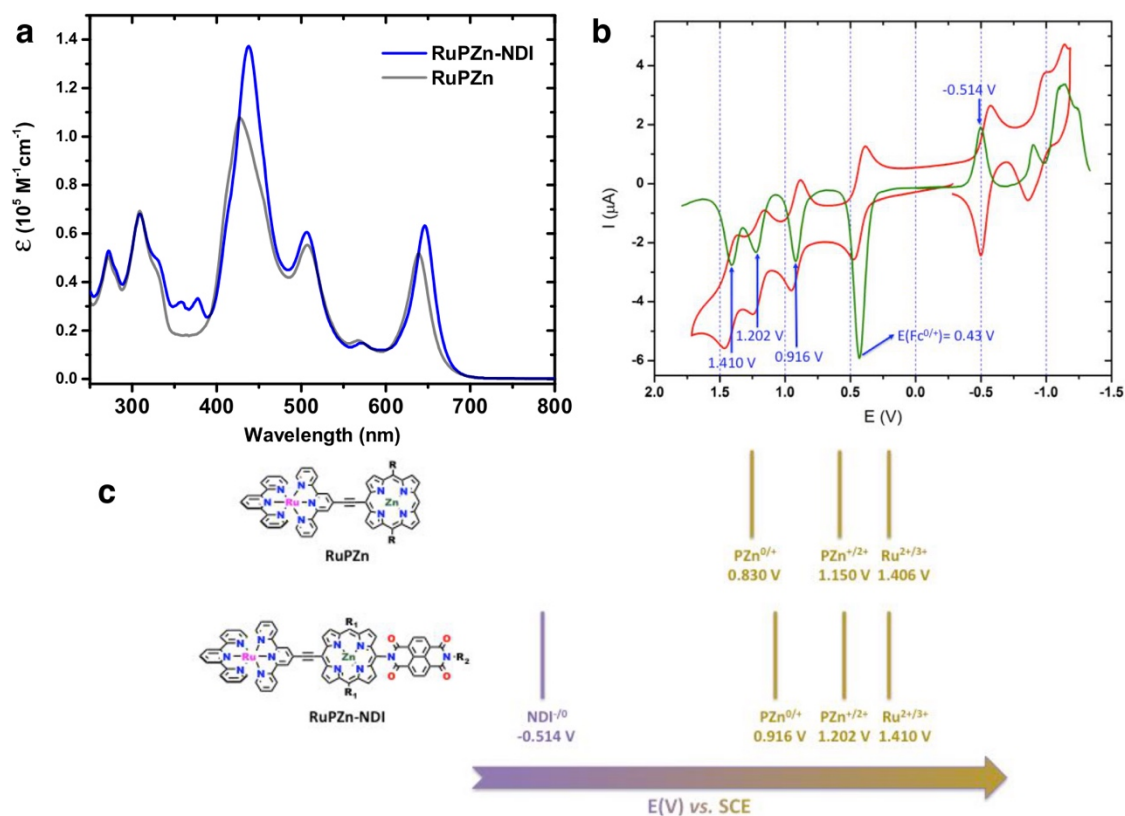 a
1.4
1.2
1.0
0.8
0.6
0.4
0.2
0.0
ε (10⁵ M⁻¹cm⁻¹)
RuPZn-NDI
RuPZn
300 400 500 600 700 800
Wavelength (nm)
b
4
2
0
-2
-4
-6
I (μA)
-0.514 V
1.202 V
1.410 V
0.916 V
E(Fc⁰/⁺)= 0.43 V
2.0 1.5 1.0 0.5 0.0 -0.5 -1.0 -1.5
E (V)
c
R
N N N N N N
Ru
N N Zn N N
R
RuPZn
PZn⁰/⁺ PZn⁺/²⁺ Ru²⁺/³⁺
0.830 V 1.150 V 1.406 V
R₁
O O
N N N N N N
Ru
N N Zn N N
N N-R₂
O O
R₁
RuPZn-NDI
NDI⁻/⁰ PZn⁰/⁺ PZn⁺/²⁺ Ru²⁺/³⁺
-0.514 V 0.916 V 1.202 V 1.410 V
E(V) vs. SCE